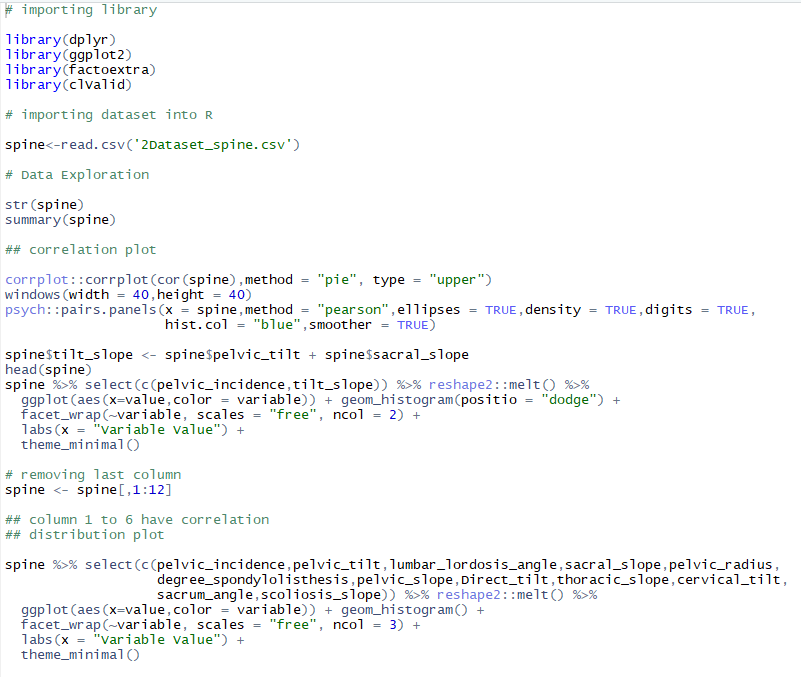 # importing library
library(dplyr)
library(ggplot2)
library(factoextra)
library(clValid)
# importing dataset into R
spine<-read.csv('2Dataset_spine.csv')
# Data Exploration
str(spine)
summary(spine)
## correlation plot
corrplot::corrplot(cor(spine),method = "pie", type = "upper")
windows(width = 40,height = 40)
psych::pairs.panels(x = spine,method = "pearson",ellipses = TRUE,density = TRUE,digits = TRUE,
hist.col = "blue",smoother = TRUE)
spine$tilt_slope <- spine$pelvic_tilt + spine$sacral_slope
head(spine)
spine %>% select(c(pelvic_incidence,tilt_slope)) %>% reshape2::melt() %>%
ggplot(aes(x=value,color = variable)) + geom_histogram(positio = "dodge") +
facet_wrap(~variable, scales = "free", ncol = 2) +
labs(x = "Variable Value") +
theme_minimal()
# removing last column
spine <- spine[,1:12]
## column 1 to 6 have correlation
## distribution plot
spine %>% select(c(pelvic_incidence,pelvic_tilt,lumbar_lordosis_angle,sacral_slope,pelvic_radius,
degree_spondylolisthesis,pelvic_slope,Direct_tilt,thoracic_slope,cervical_tilt,
sacrum_angle,scoliosis_slope)) %>% reshape2::melt() %>%
ggplot(aes(x=value,color = variable)) + geom_histogram() +
facet_wrap(~variable, scales = "free", ncol = 3) +
labs(x = "Variable Value") +
theme_minimal()